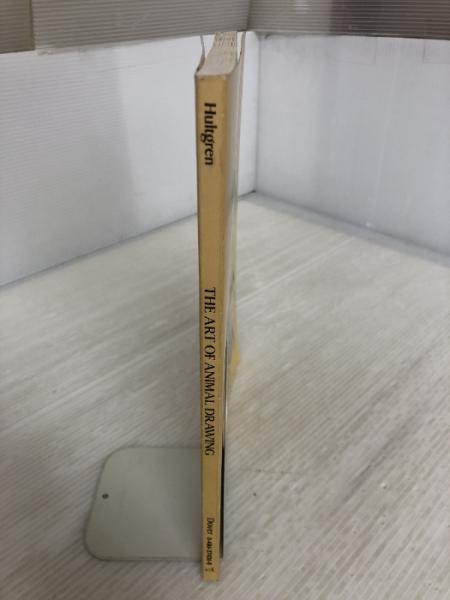 Hultgren
THE ART OF ANIMAL DRAWING
Dover